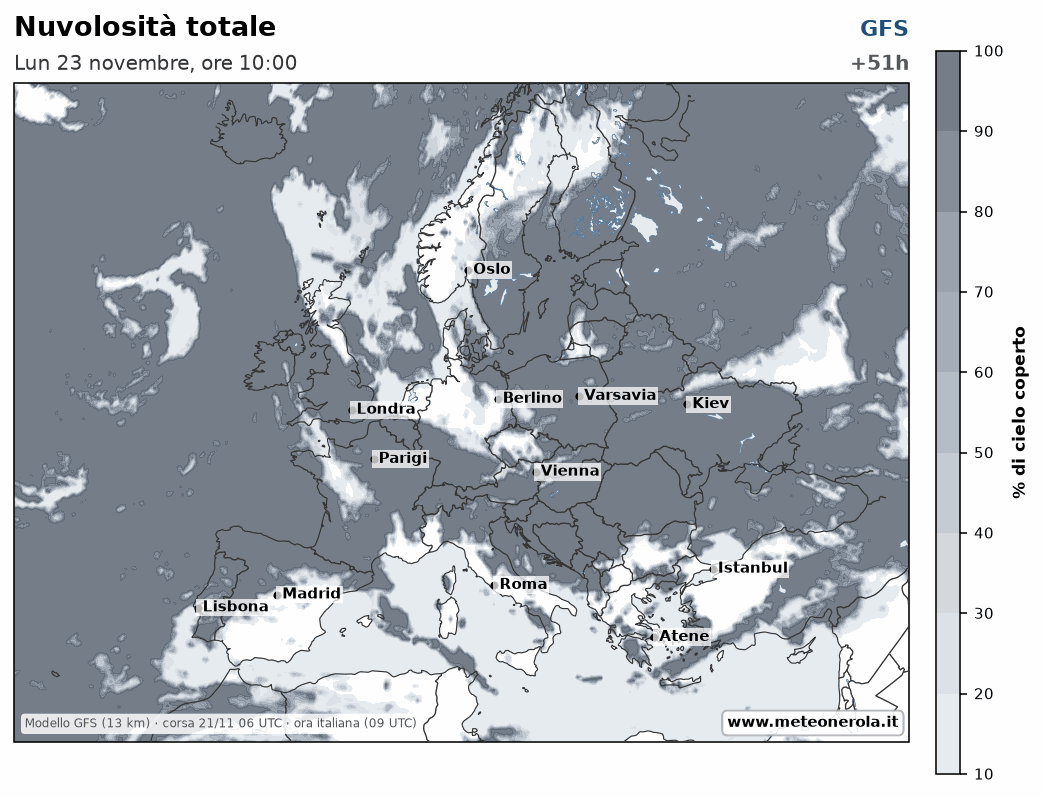 Nuvolosità totale
GFS
Lun 23 novembre, ore 10:00
+51h
100
90
80
70
60
50
40
30
20
10
% di cielo coperto
Oslo
Berlino
Varsavia
Kiev
Londra
Parigi
Vienna
Istanbul
Roma
Madrid
Lisbona
Atene
Modello GFS (13 km) · corsa 21/11 06 UTC · ora italiana (09 UTC)
www.meteonerola.it